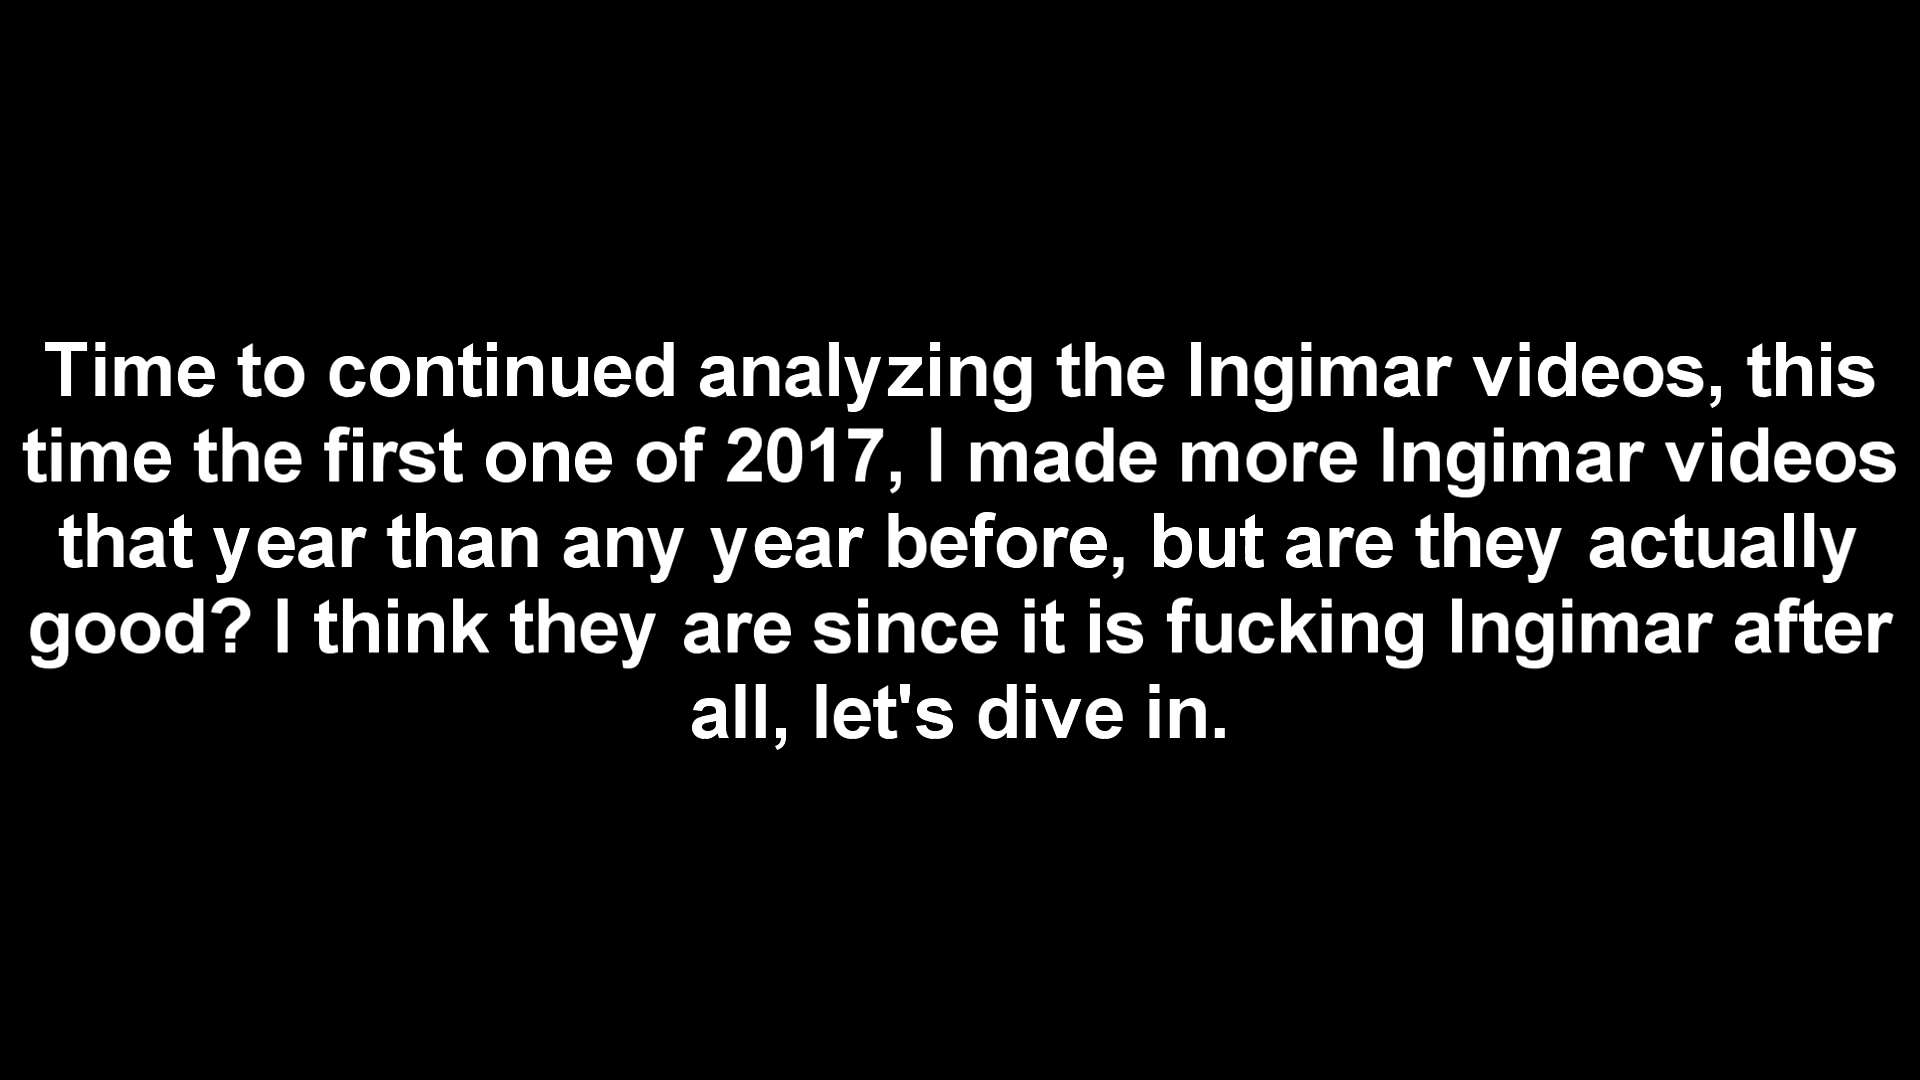 Time to continued analyzing the Ingimar videos, this
time the first one of 2017, I made more Ingimar videos
that year than any year before, but are they actually
good? I think they are since it is fucking Ingimar after
all, let's dive in.